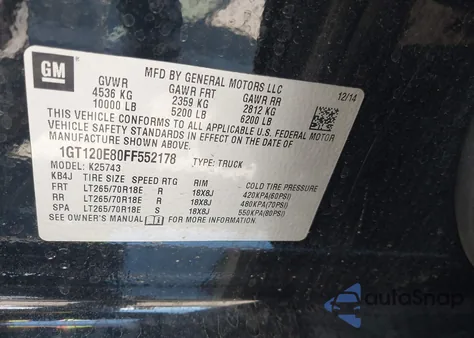 GM
MFD BY GENERAL MOTORS LLC
12/14
GVWR GAWR FRT GAWR RR
4536 KG 2359 KG 2812 KG
10000 LB 5200 LB 6200 LB
THIS VEHICLE CONFORMS TO ALL APPLICABLE U.S. FEDERAL MOTOR
VEHICLE SAFETY STANDARDS IN EFFECT ON THE DATE OF
MANUFACTURE SHOWN ABOVE.
1GT120E80FF552178 TYPE: TRUCK
MODEL: K25743
KB4J TIRE SIZE SPEED RTG RIM COLD TIRE PRESSURE
FRT LT265/70R18E R 18X8J 420KPA(60PSI)
RR LT265/70R18E R 18X8J 480KPA(70PSI)
SPA LT265/70R18E S 18X8J 550KPA(80PSI)
SEE OWNER'S MANUAL FOR ADDITIONAL INFORMATION
autoSnap